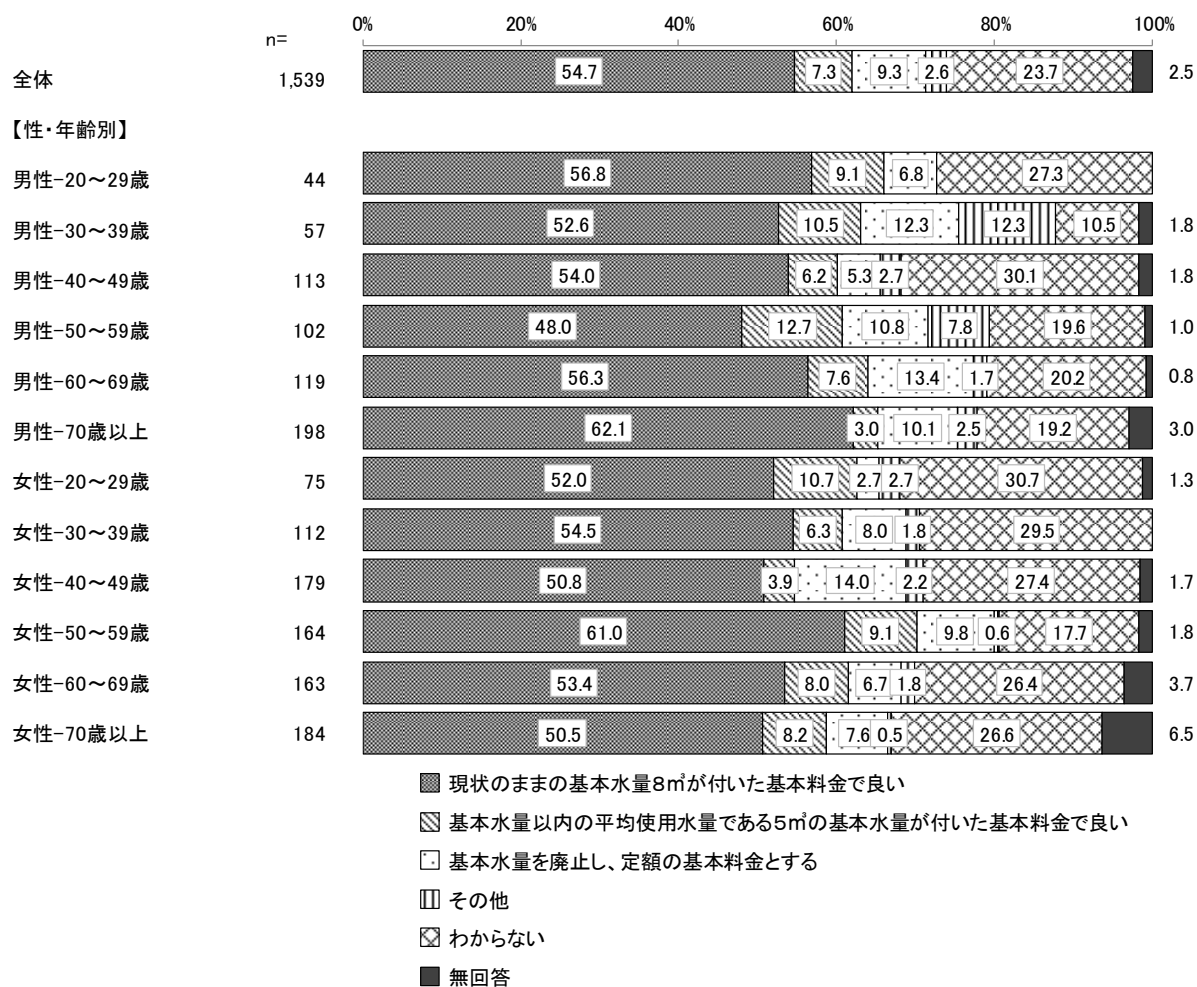 0% 20% 40% 60% 80% 100%
n=
全体 1,539 54.7 7.3 9.3 2.6 23.7 2.5
【性・年齢別】
男性-20～29歳 44 56.8 9.1 6.8 27.3
男性-30～39歳 57 52.6 10.5 12.3 12.3 10.5 1.8
男性-40～49歳 113 54.0 6.2 5.3 2.7 30.1 1.8
男性-50～59歳 102 48.0 12.7 10.8 7.8 19.6 1.0
男性-60～69歳 119 56.3 7.6 13.4 1.7 20.2 0.8
男性-70歳以上 198 62.1 3.0 10.1 2.5 19.2 3.0
女性-20～29歳 75 52.0 10.7 2.7 2.7 30.7 1.3
女性-30～39歳 112 54.5 6.3 8.0 1.8 29.5
女性-40～49歳 179 50.8 3.9 14.0 2.2 27.4 1.7
女性-50～59歳 164 61.0 9.1 9.8 0.6 17.7 1.8
女性-60～69歳 163 53.4 8.0 6.7 1.8 26.4 3.7
女性-70歳以上 184 50.5 8.2 7.6 0.5 26.6 6.5
現状のままの基本水量８㎥が付いた基本料金で良い
基本水量以内の平均使用水量である５㎥の基本水量が付いた基本料金で良い
基本水量を廃止し、定額の基本料金とする
その他
わからない
無回答